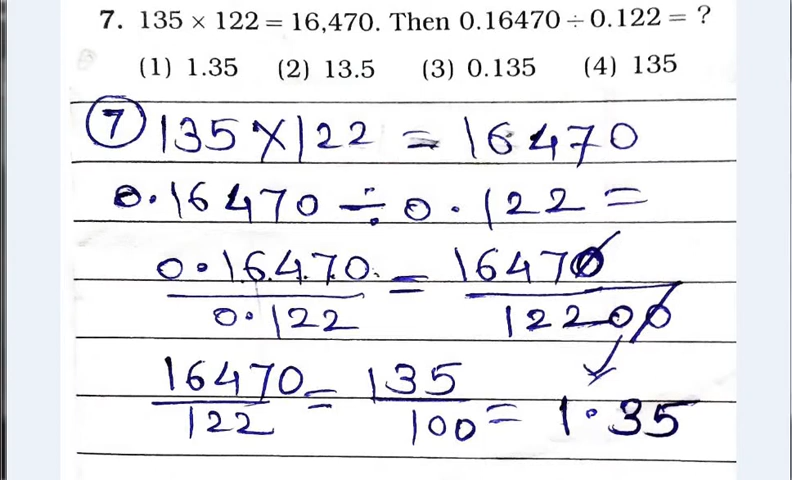 7. 135 × 122 = 16,470. Then 0.16470 ÷ 0.122 = ?
(1) 1.35 (2) 13.5 (3) 0.135 (4) 135
7 135 × 122 = 16470
0.16470 ÷ 0.122 =
0.16470/0.122 = 16470/12200
16470/122 = 135/100 = 1.35